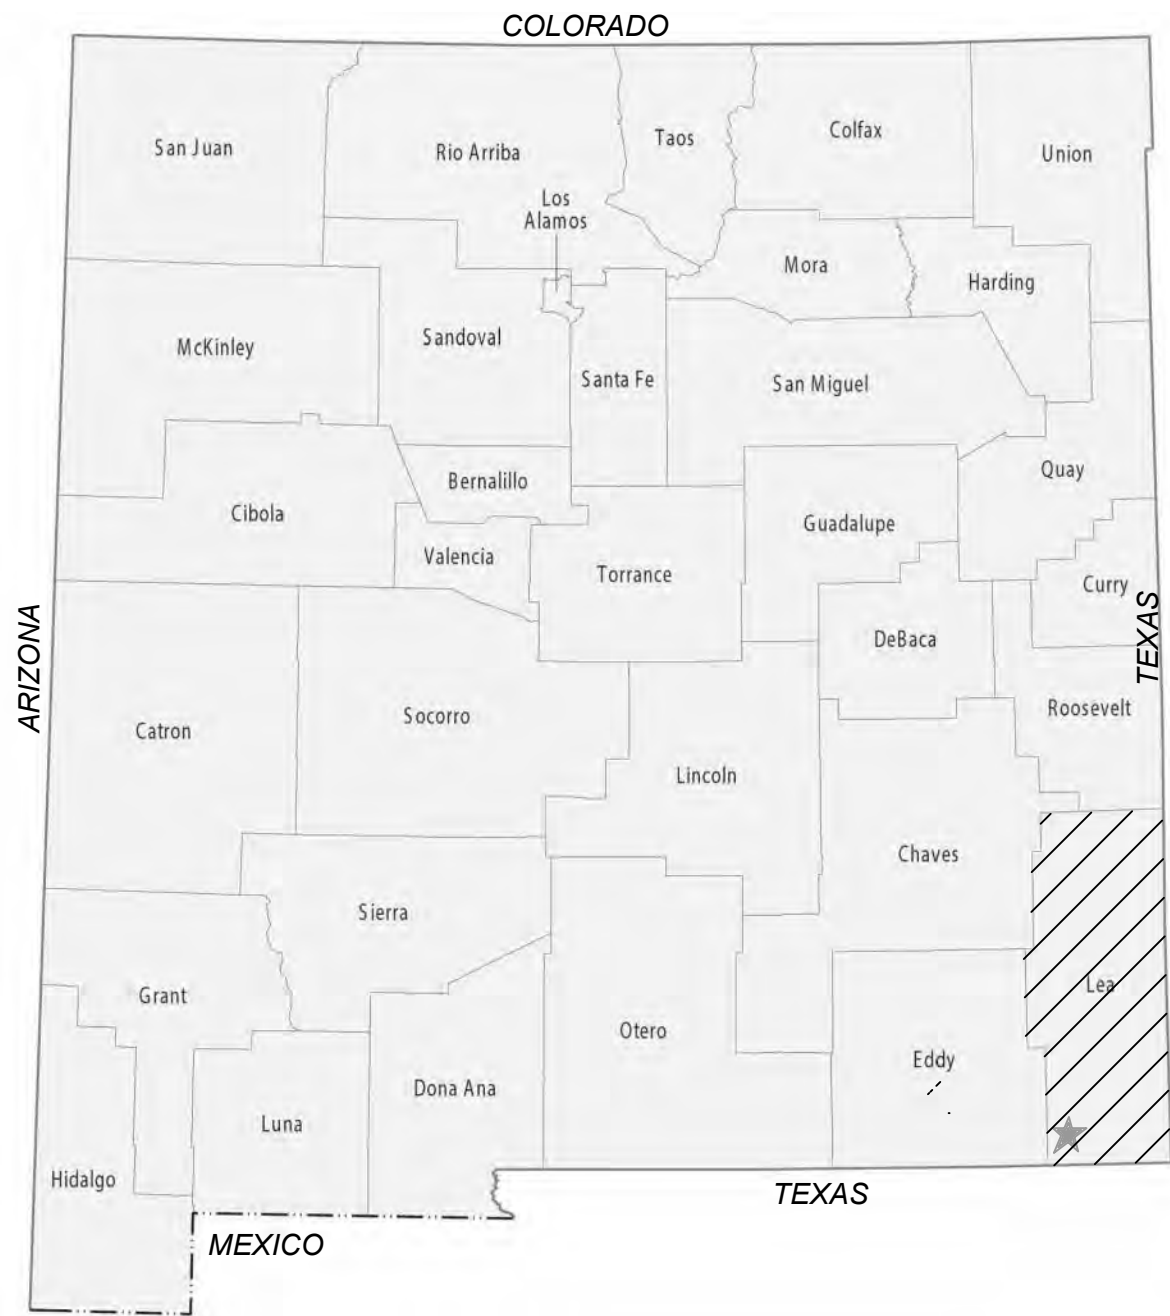 COLORADO
San Juan
Rio Arriba
Taos
Colfax
Union
Los
Alamos
Mora
Harding
McKinley
Sandoval
Santa Fe
San Miguel
Bernalillo
Quay
Cibola
Guadalupe
Valencia
Torrance
Curry
DeBaca
TEXAS
ARIZONA
Catron
Socorro
Roosevelt
Lincoln
Chaves
Sierra
Lea
Grant
Otero
Eddy
Dona Ana
Luna
Hidalgo
TEXAS
MEXICO